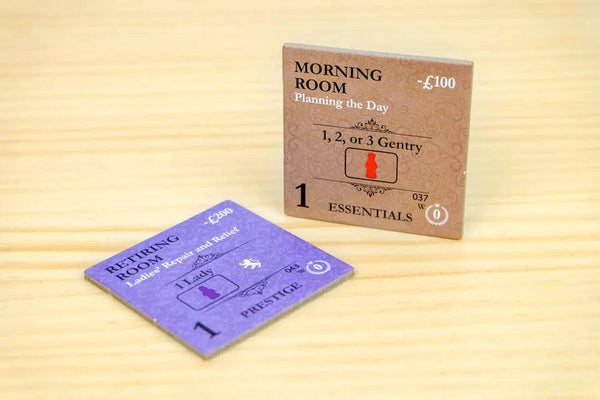 MORNING
ROOM
-£100
Planning the Day
1, 2, or 3 Gentry
1
037
W 0
ESSENTIALS
RETIRING
ROOM
-£200
Ladies' Repair and Relief
1 Lady
1
043
W 0
PRESTIGE